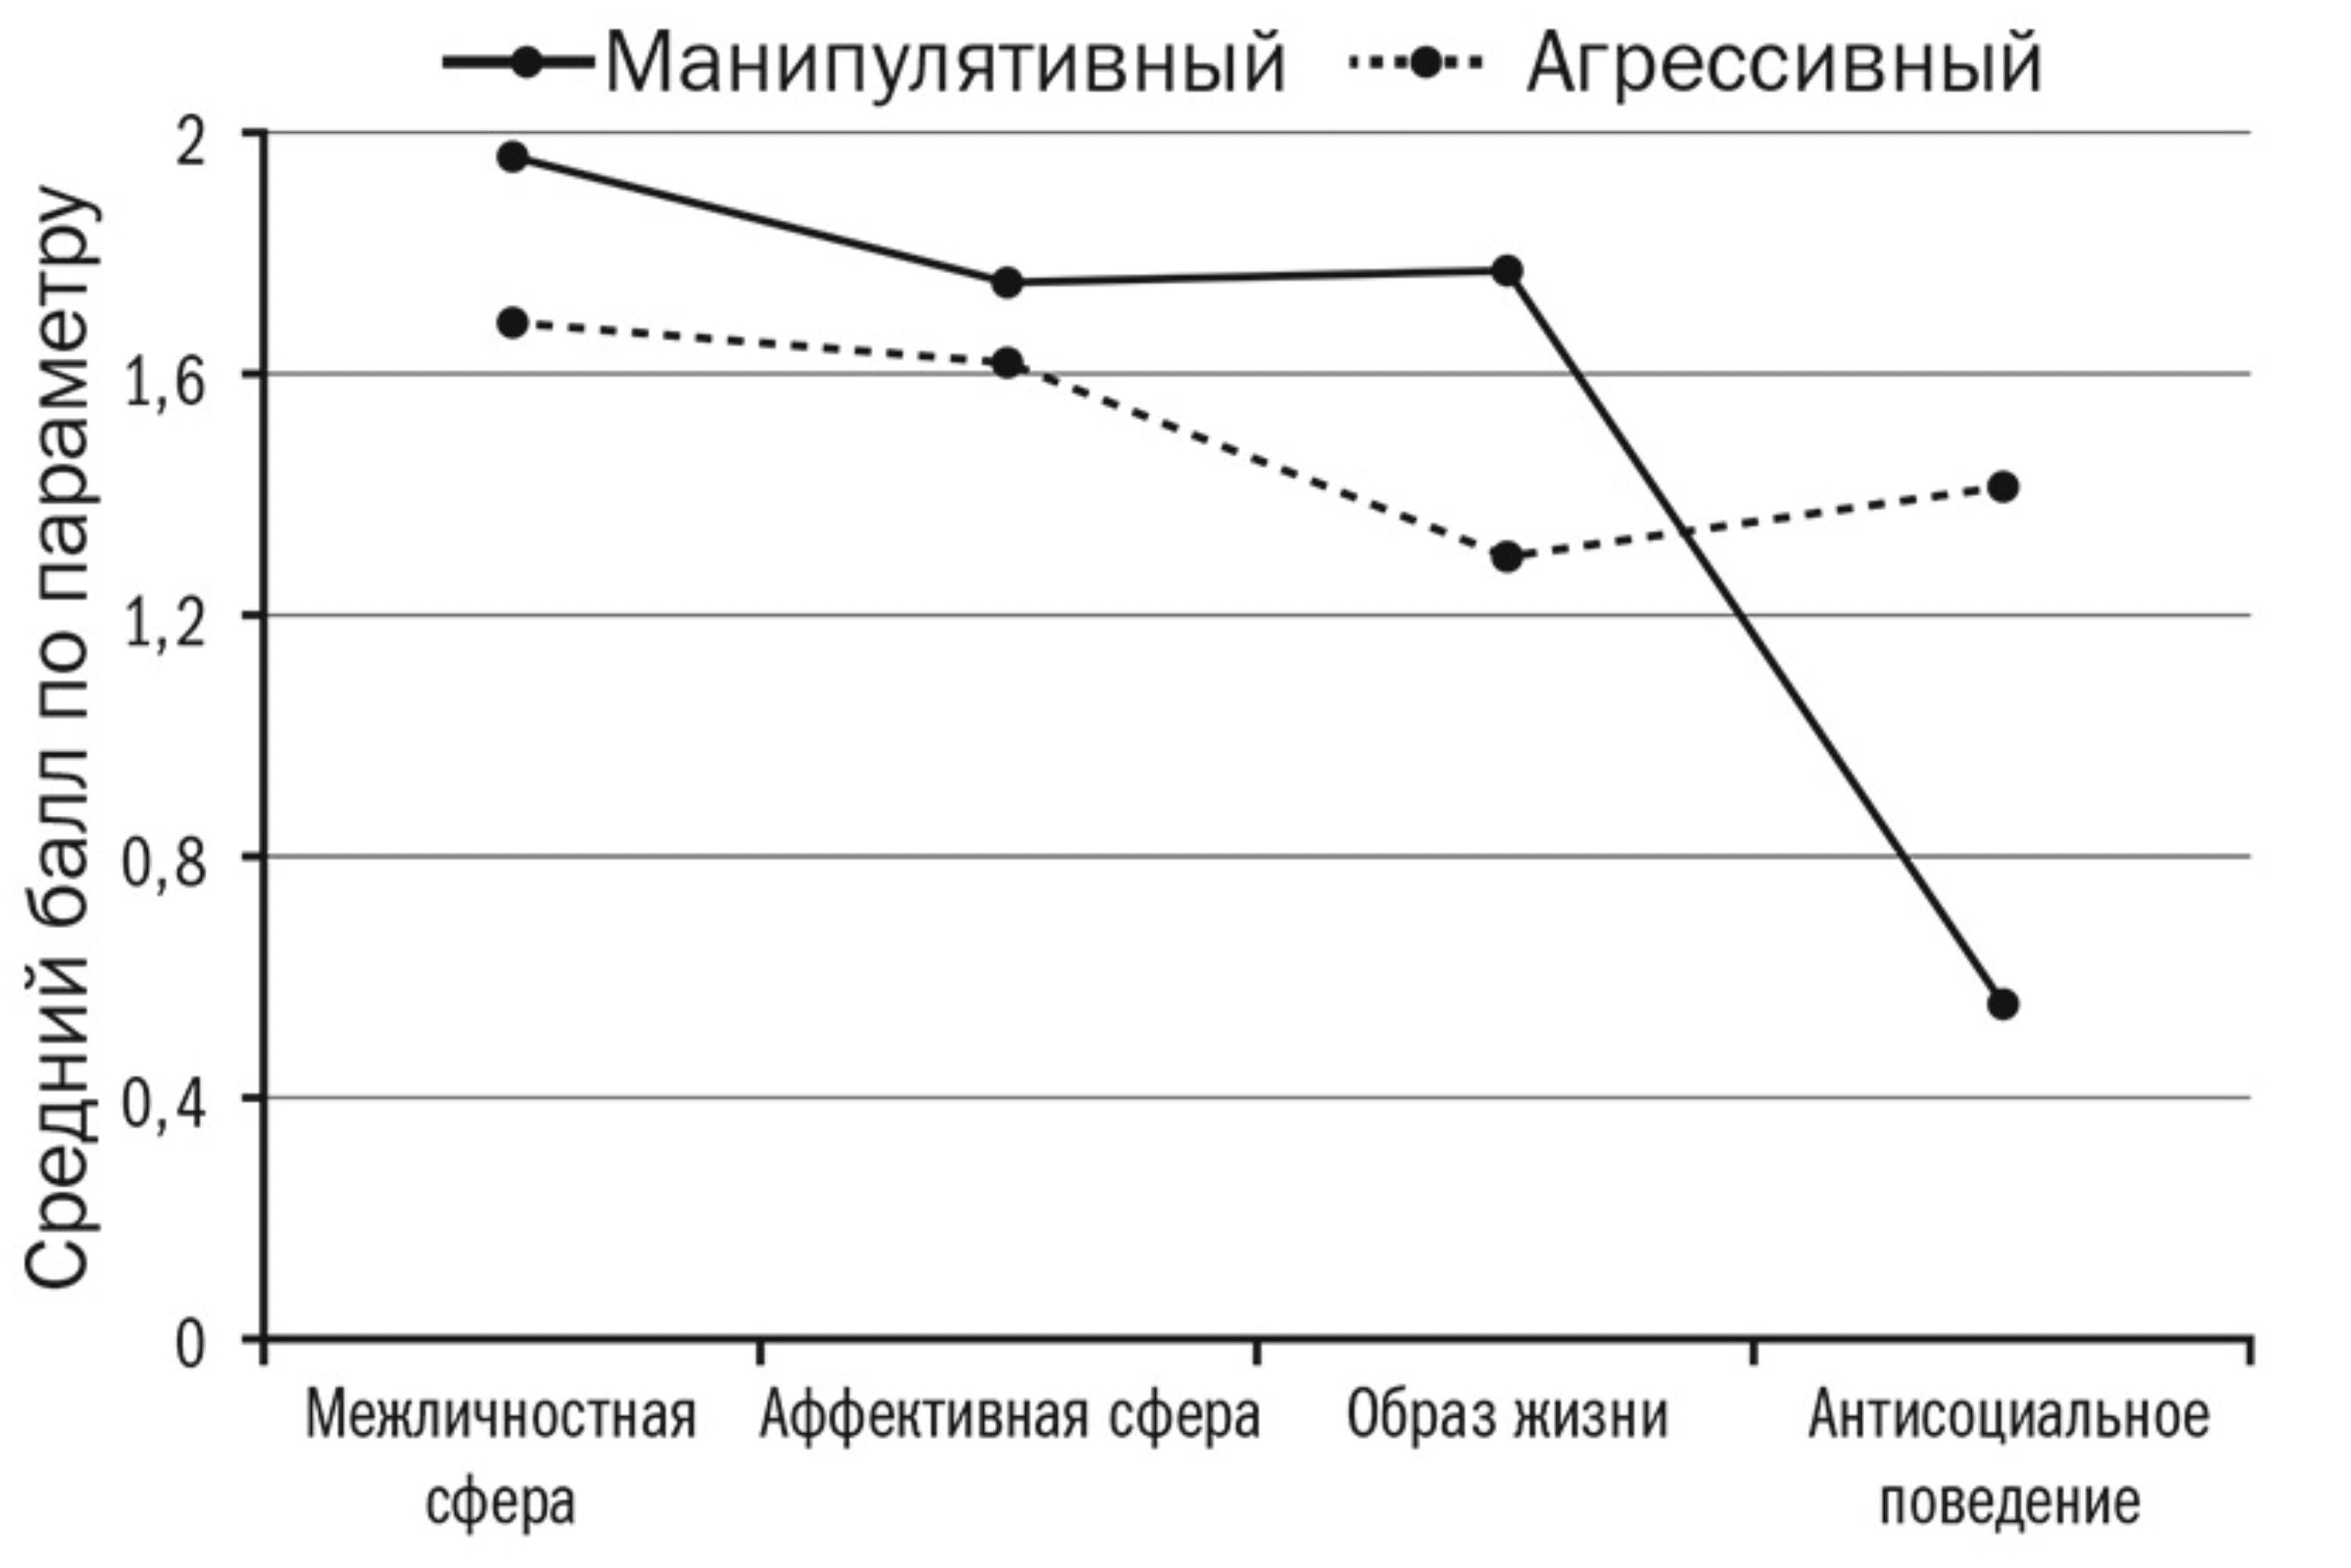 Манипулятивный Агрессивный
Средний балл по параметру
2
1,6
1,2
0,8
0,4
0
Межличностная сфера
Аффективная сфера
Образ жизни
Антисоциальное поведение